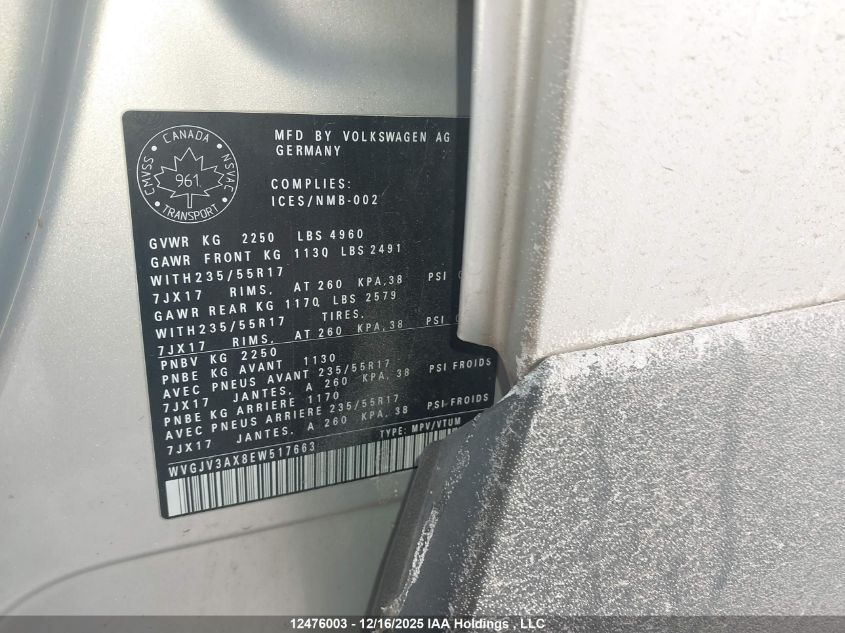 CANADA
CMVSS
NSVAC
961
TRANSPORT
MFD BY VOLKSWAGEN AG
GERMANY
COMPLIES:
ICES/NMB-002
GVWR KG 2250 LBS 4960
GAWR FRONT KG 1130 LBS 2491
WITH 235/55R17
7JX17 RIMS, AT 260 KPA,38 PSI
GAWR REAR KG 1170 LBS 2579
WITH 235/55R17 TIRES,
7JX17 RIMS, AT 260 KPA,38 PSI
PNBV KG 2250
PNBE KG AVANT 1130
AVEC PNEUS AVANT 235/55R17
7JX17 JANTES, A 260 KPA, 38 PSI FROIDS
PNBE KG ARRIERE 1170
AVEC PNEUS ARRIERE 235/55R17
7JX17 JANTES, A 260 KPA, 38 PSI FROIDS
WVGJV3AX8EW517663 TYPE: MPV/VTUM
12476003 - 12/16/2025 IAA Holdings , LLC